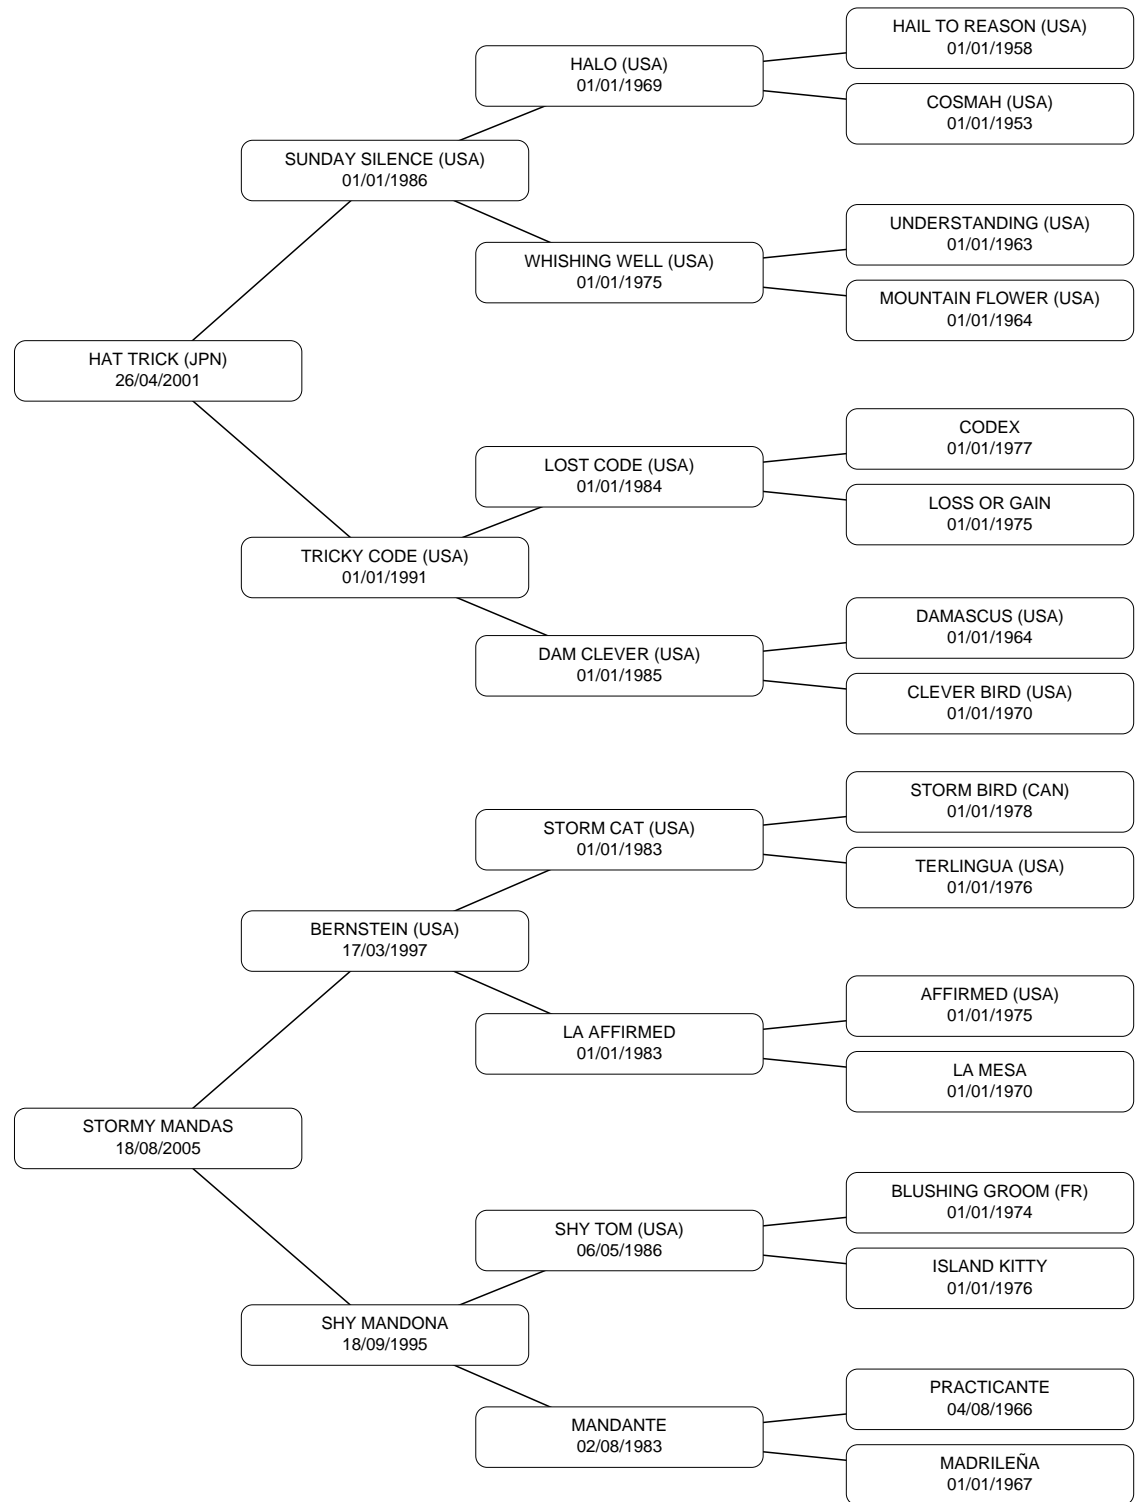 HAIL TO REASON (USA)
01/01/1958
HALO (USA)
01/01/1969
COSMAH (USA)
01/01/1953
SUNDAY SILENCE (USA)
01/01/1986
UNDERSTANDING (USA)
01/01/1963
WHISHING WELL (USA)
01/01/1975
MOUNTAIN FLOWER (USA)
01/01/1964
HAT TRICK (JPN)
26/04/2001
CODEX
01/01/1977
LOST CODE (USA)
01/01/1984
LOSS OR GAIN
01/01/1975
TRICKY CODE (USA)
01/01/1991
DAMASCUS (USA)
01/01/1964
DAM CLEVER (USA)
01/01/1985
CLEVER BIRD (USA)
01/01/1970
STORM BIRD (CAN)
01/01/1978
STORM CAT (USA)
01/01/1983
TERLINGUA (USA)
01/01/1976
BERNSTEIN (USA)
17/03/1997
AFFIRMED (USA)
01/01/1975
LA AFFIRMED
01/01/1983
LA MESA
01/01/1970
STORMY MANDAS
18/08/2005
BLUSHING GROOM (FR)
01/01/1974
SHY TOM (USA)
06/05/1986
ISLAND KITTY
01/01/1976
SHY MANDONA
18/09/1995
PRACTICANTE
04/08/1966
MANDANTE
02/08/1983
MADRILEÑA
01/01/1967